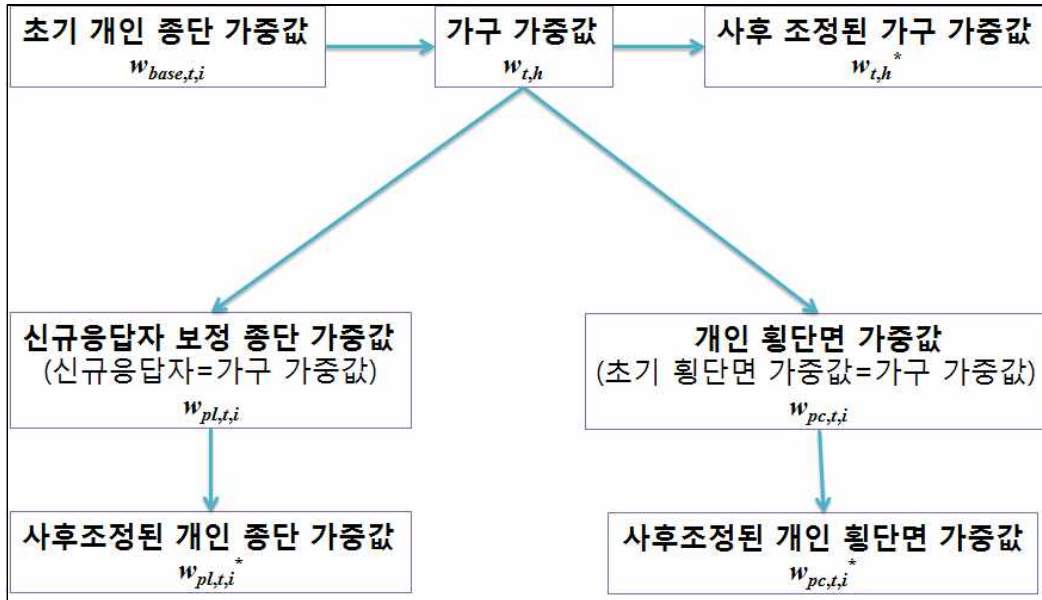 초기 개인 종단 가중값
w_{base,t,i}
가구 가중값
w_{t,h}
사후 조정된 가구 가중값
w_{t,h}*
신규응답자 보정 종단 가중값
(신규응답자=가구 가중값)
w_{pl,t,i}
개인 횡단면 가중값
(초기 횡단면 가중값=가구 가중값)
w_{pc,t,i}
사후조정된 개인 종단 가중값
w_{pl,t,i}*
사후조정된 개인 횡단면 가중값
w_{pc,t,i}*